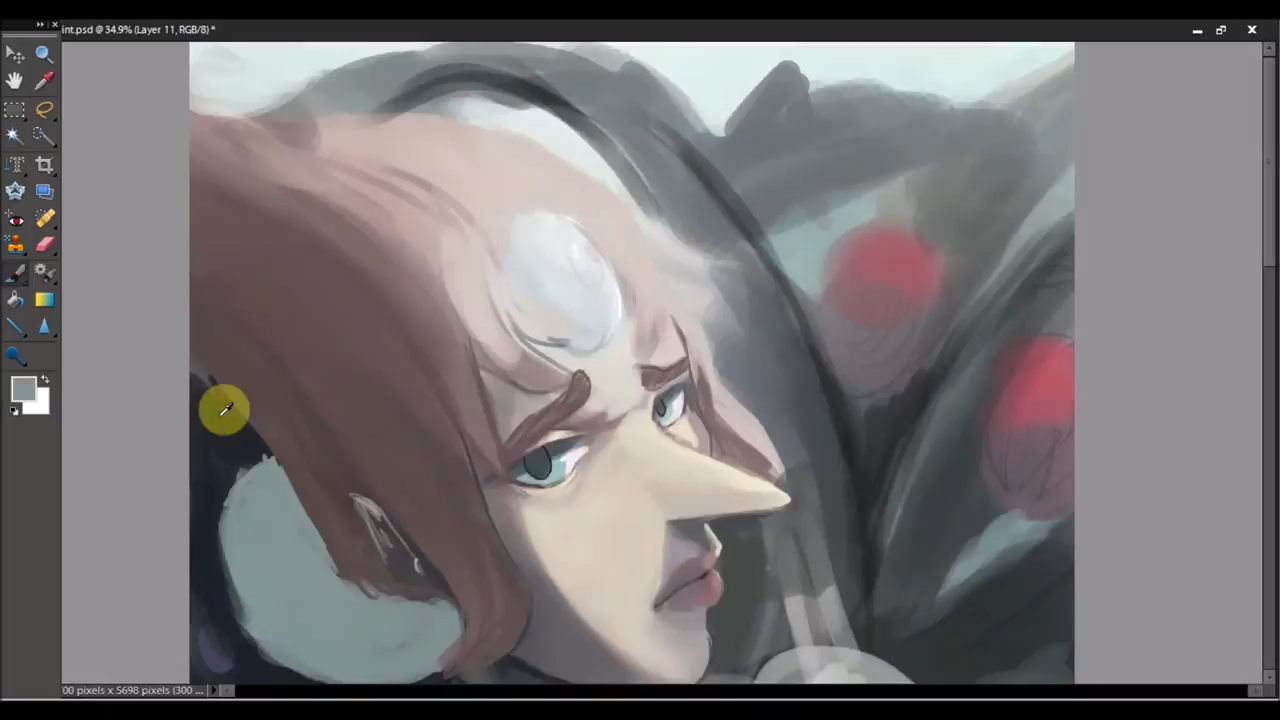 int.psd @ 34.9% (Layer 11, RGB/8) *
00 pixels x 5698 pixels (300 ...